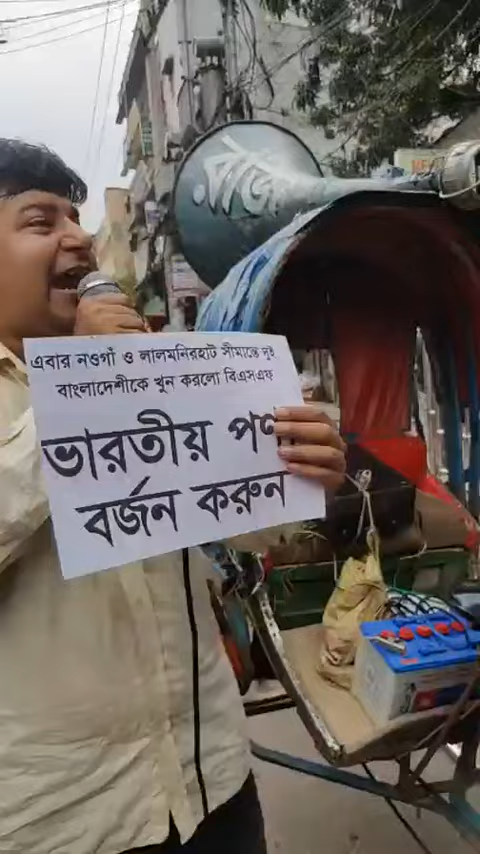 এবার নওগাঁ ও লালমনিরহাট সীমান্তে দুই
বাংলাদেশীকে খুন করলো বিএসএফ
ভারতীয়
বর্জন করুন